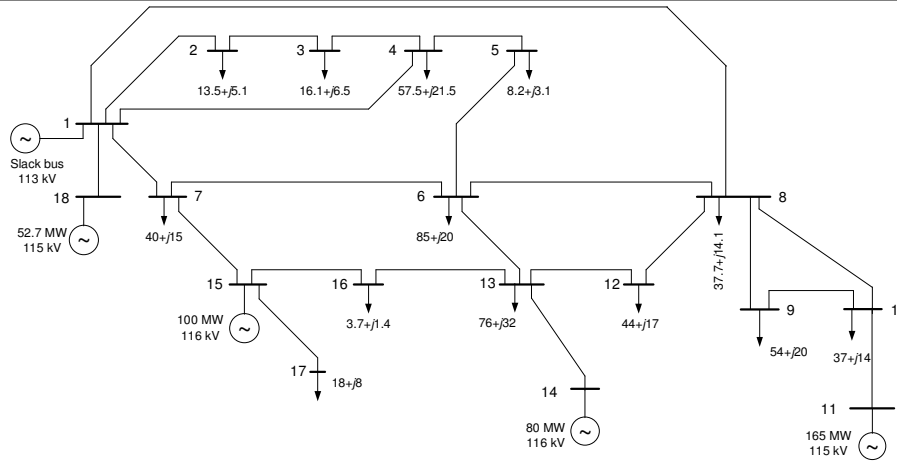 2
3
4
5
13.5+j5.1
16.1+j6.5
57.5+j21.5
8.2+j3.1
1
~
Slack bus
113 kV
18
7
6
8
52.7 MW
115 kV
~
40+j15
85+j20
37.7+j14.1
15
16
13
12
9
1
100 MW
116 kV
~
3.7+j1.4
76+j32
44+j17
54+j20
37+j14
17
18+j8
14
11
80 MW
116 kV
~
165 MW
115 kV
~